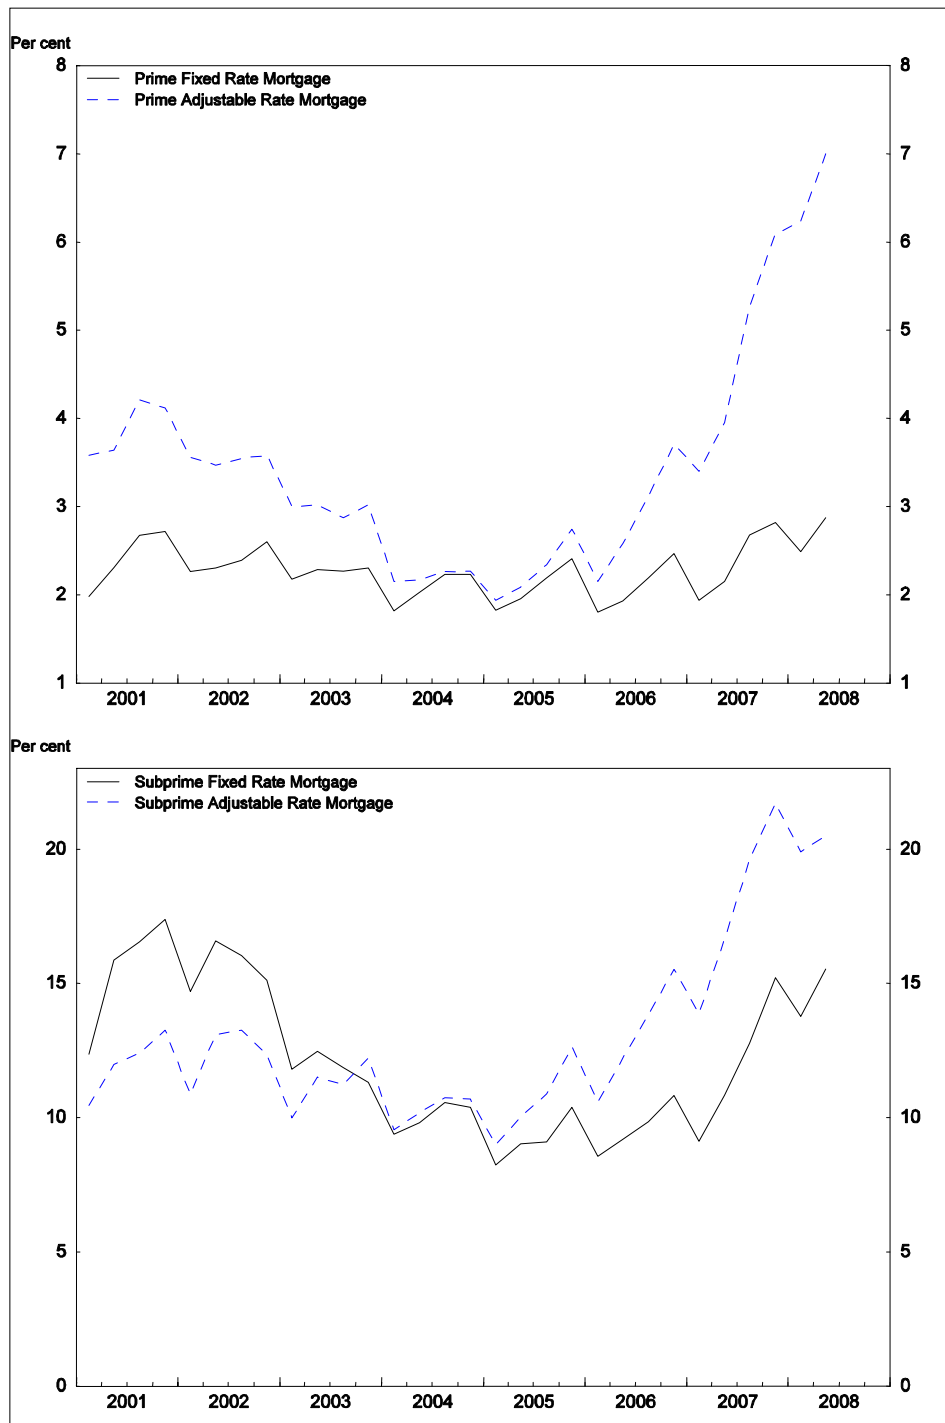 Per cent
8 8
Prime Fixed Rate Mortgage
Prime Adjustable Rate Mortgage
7 7
6 6
5 5
4 4
3 3
2 2
1 1
2001 2002 2003 2004 2005 2006 2007 2008
Per cent
Subprime Fixed Rate Mortgage
Subprime Adjustable Rate Mortgage
20 20
15 15
10 10
5 5
0 0
2001 2002 2003 2004 2005 2006 2007 2008